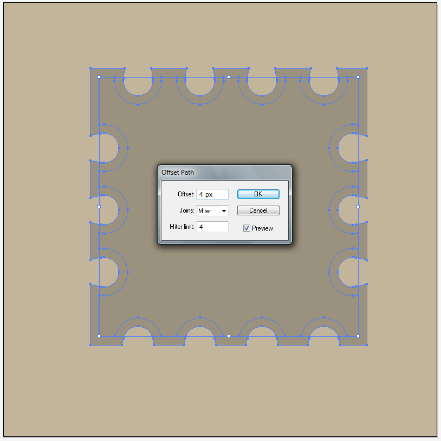 Offset Path
Offset: 4 px
OK
Joins: Miter
Cancel
Miter limit: 4
Preview